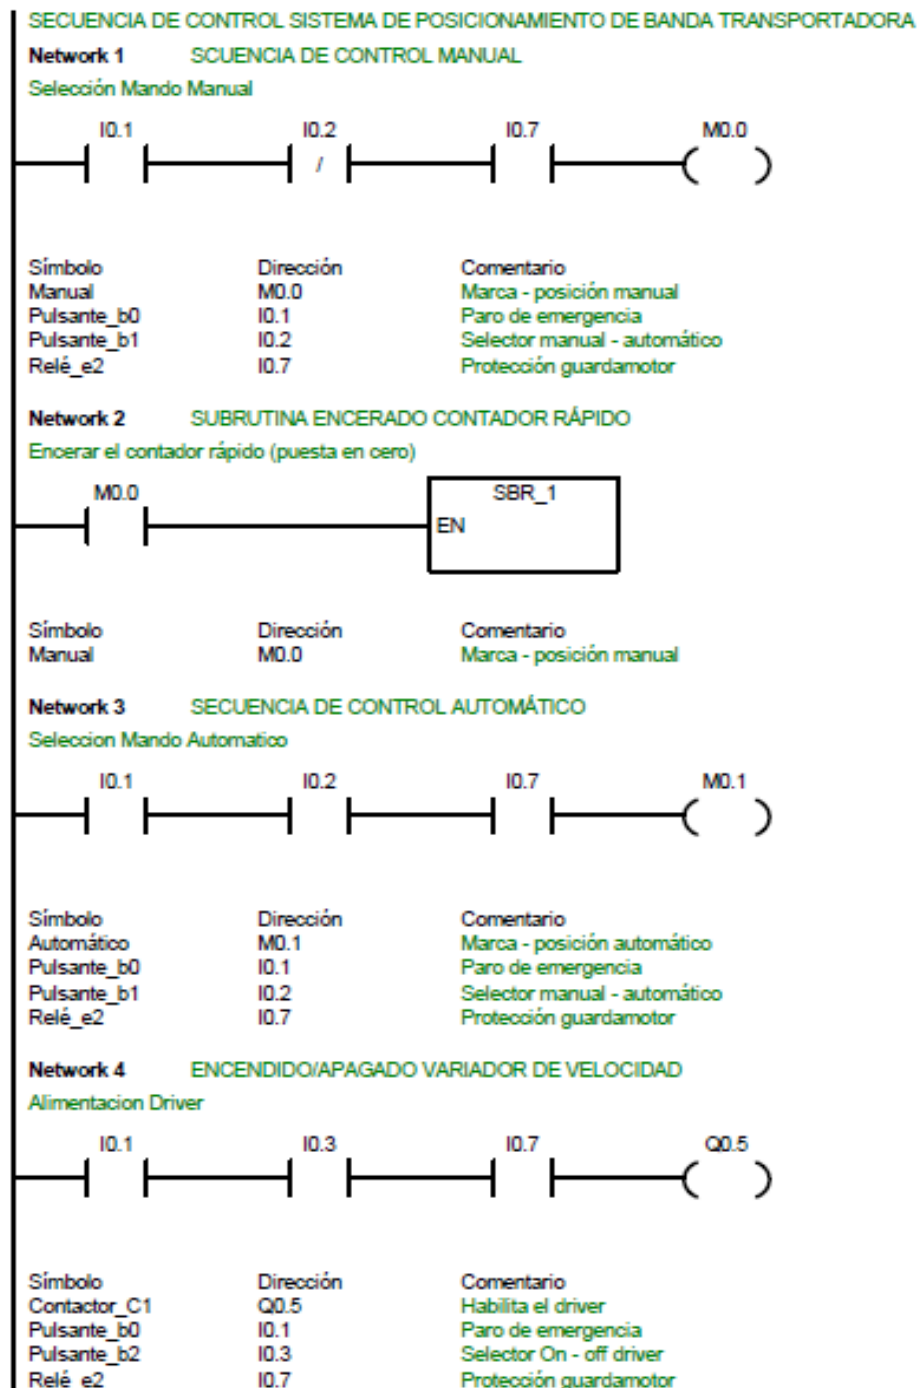 SECUENCIA DE CONTROL SISTEMA DE POSICIONAMIENTO DE BANDA TRANSPORTADORA
Network 1 SCUENCIA DE CONTROL MANUAL
Selección Mando Manual
I0.1 I0.2 I0.7 M0.0
/
Símbolo Dirección Comentario
Manual M0.0 Marca - posición manual
Pulsante_b0 I0.1 Paro de emergencia
Pulsante_b1 I0.2 Selector manual - automático
Relé_e2 I0.7 Protección guardamotor
Network 2 SUBRUTINA ENCERADO CONTADOR RÁPIDO
Encerar el contador rápido (puesta en cero)
M0.0 SBR_1
EN
Símbolo Dirección Comentario
Manual M0.0 Marca - posición manual
Network 3 SECUENCIA DE CONTROL AUTOMÁTICO
Seleccion Mando Automatico
I0.1 I0.2 I0.7 M0.1
Símbolo Dirección Comentario
Automático M0.1 Marca - posición automático
Pulsante_b0 I0.1 Paro de emergencia
Pulsante_b1 I0.2 Selector manual - automático
Relé_e2 I0.7 Protección guardamotor
Network 4 ENCENDIDO/APAGADO VARIADOR DE VELOCIDAD
Alimentacion Driver
I0.1 I0.3 I0.7 Q0.5
Símbolo Dirección Comentario
Contactor_C1 Q0.5 Habilita el driver
Pulsante_b0 I0.1 Paro de emergencia
Pulsante_b2 I0.3 Selector On - off driver
Relé_e2 I0.7 Protección guardamotor